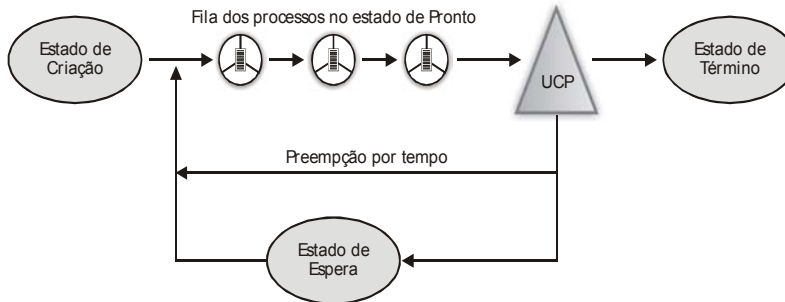 Fila dos processos no estado de Pronto
Estado de
Criação
UCP
Estado de
Término
Preempção por tempo
Estado de
Espera